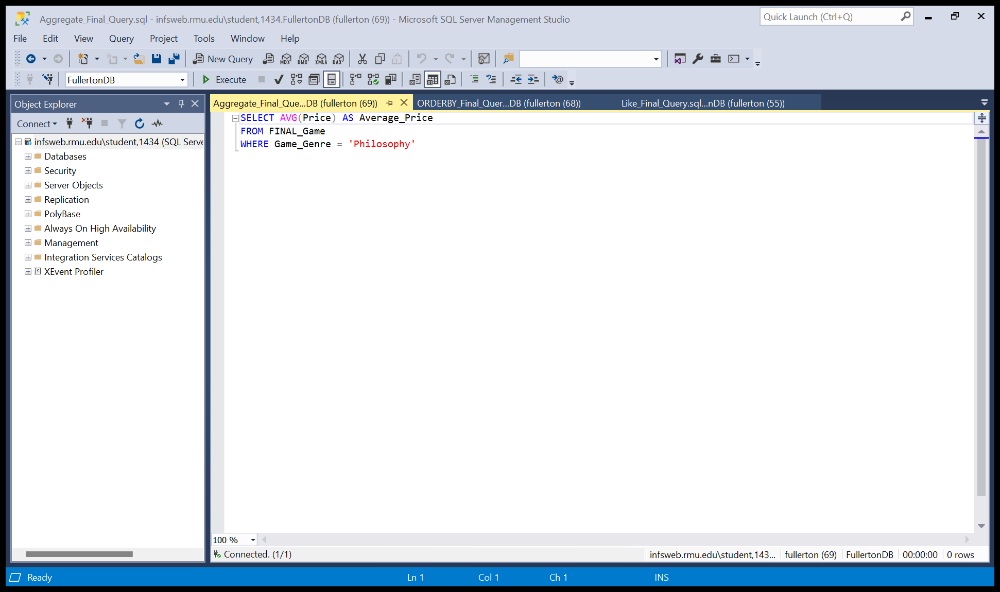 Aggregate_Final_Query.sql - infsweb.rmu.edu\student,1434.FullertonDB (fullerton (69)) - Microsoft SQL Server Management Studio
Quick Launch (Ctrl+Q)
File Edit View Query Project Tools Window Help
New Query MDX DMX XMLA DAX
FullertonDB Execute
Object Explorer
Aggregate_Final_Que...DB (fullerton (69)) ORDERBY_Final_Quer...DB (fullerton (68)) Like_Final_Query.sql...nDB (fullerton (55))
Connect
infsweb.rmu.edu\student,1434 (SQL Serve
Databases
Security
Server Objects
Replication
PolyBase
Always On High Availability
Management
Integration Services Catalogs
XEvent Profiler
SELECT AVG(Price) AS Average_Price
FROM FINAL_Game
WHERE Game_Genre = 'Philosophy'
100 %
Connected. (1/1) infsweb.rmu.edu\student,143... fullerton (69) FullertonDB 00:00:00 0 rows
Ready Ln 1 Col 1 Ch 1 INS